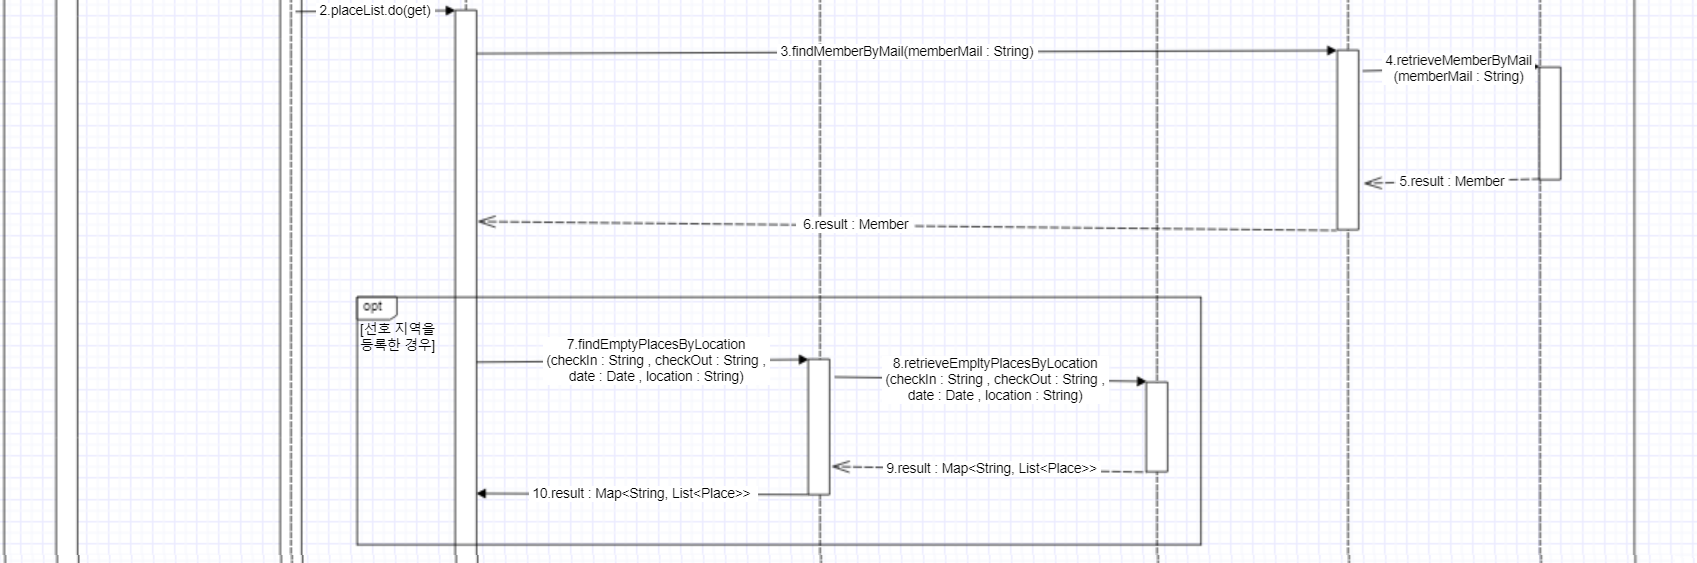 2.placeList.do(get)
3.findMemberByMail(memberMail : String)
4.retrieveMemberByMail
(memberMail : String)
5.result : Member
6.result : Member
opt
[선호 지역을
등록한 경우]
7.findEmptyPlacesByLocation
(checkIn : String , checkOut : String ,
date : Date , location : String)
8.retrieveEmpltyPlacesByLocation
(checkIn : String , checkOut : String ,
date : Date , location : String)
9.result : Map<String, List<Place>>
10.result : Map<String, List<Place>>